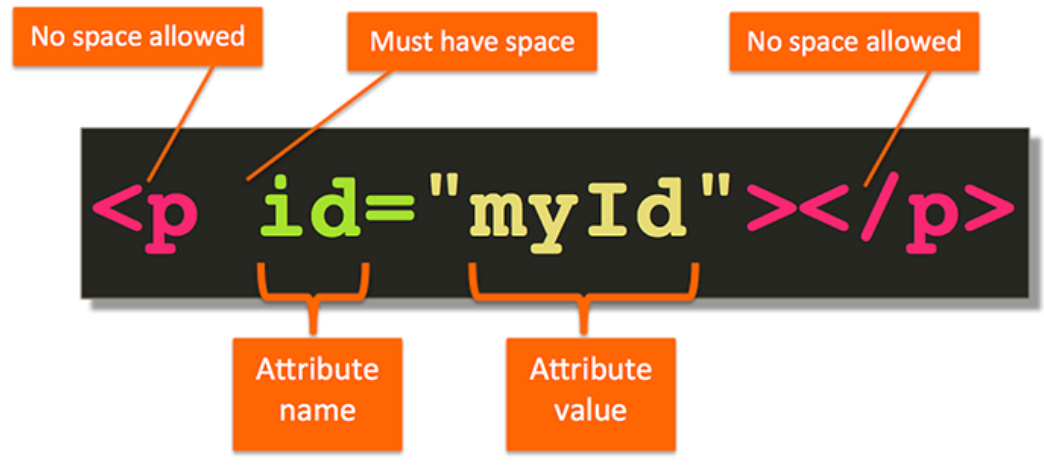 No space allowed
Must have space
No space allowed
<p id="myId"></p>
Attribute
name
Attribute
value